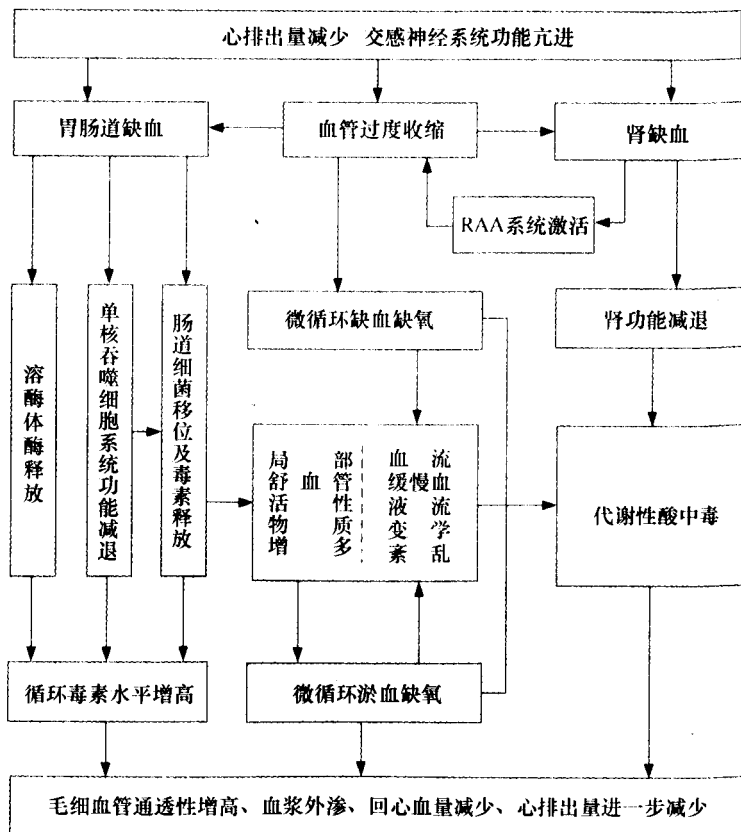 心排出量减少 交感神经系统功能亢进
胃肠道缺血
血管过度收缩
肾缺血
RAA系统激活
微循环缺血缺氧
肾功能减退
溶酶体酶释放
单核吞噬细胞系统功能减退
肠道细菌移位及毒素释放
局部
舒血管
活性
物质
增多
血流
缓慢血
液流
变学
紊乱
代谢性酸中毒
循环毒素水平增高
微循环淤血缺氧
毛细血管通透性增高、血浆外渗、回心血量减少、心排出量进一步减少